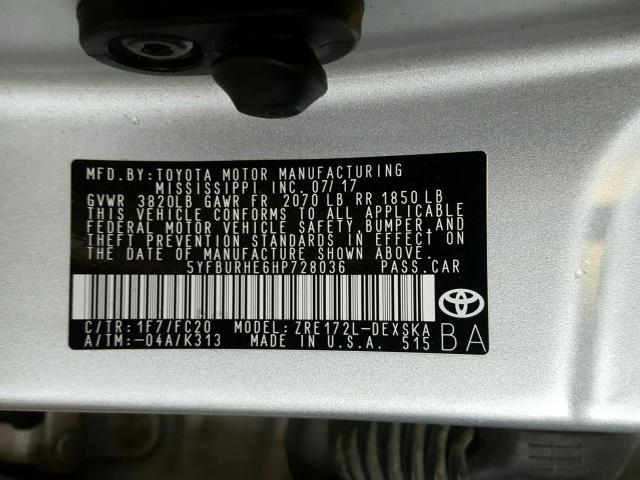 MFD.BY:TOYOTA MOTOR MANUFACTURING
MISSISSIPPI INC. 07/17
GVWR 3820LB GAWR FR 2070 LB RR 1850 LB
THIS VEHICLE CONFORMS TO ALL APPLICABLE
FEDERAL MOTOR VEHICLE SAFETY,BUMPER,AND
THEFT PREVENTION STANDARDS IN EFFECT ON
THE DATE OF MANUFACTURE SHOWN ABOVE.
5YFBURHE6HP728036 PASS.CAR
C/TR:1F7/FC20 MODEL:ZRE172L-DEXSKA
A/TM:-04A/K313 MADE IN U.S.A. 515
BA